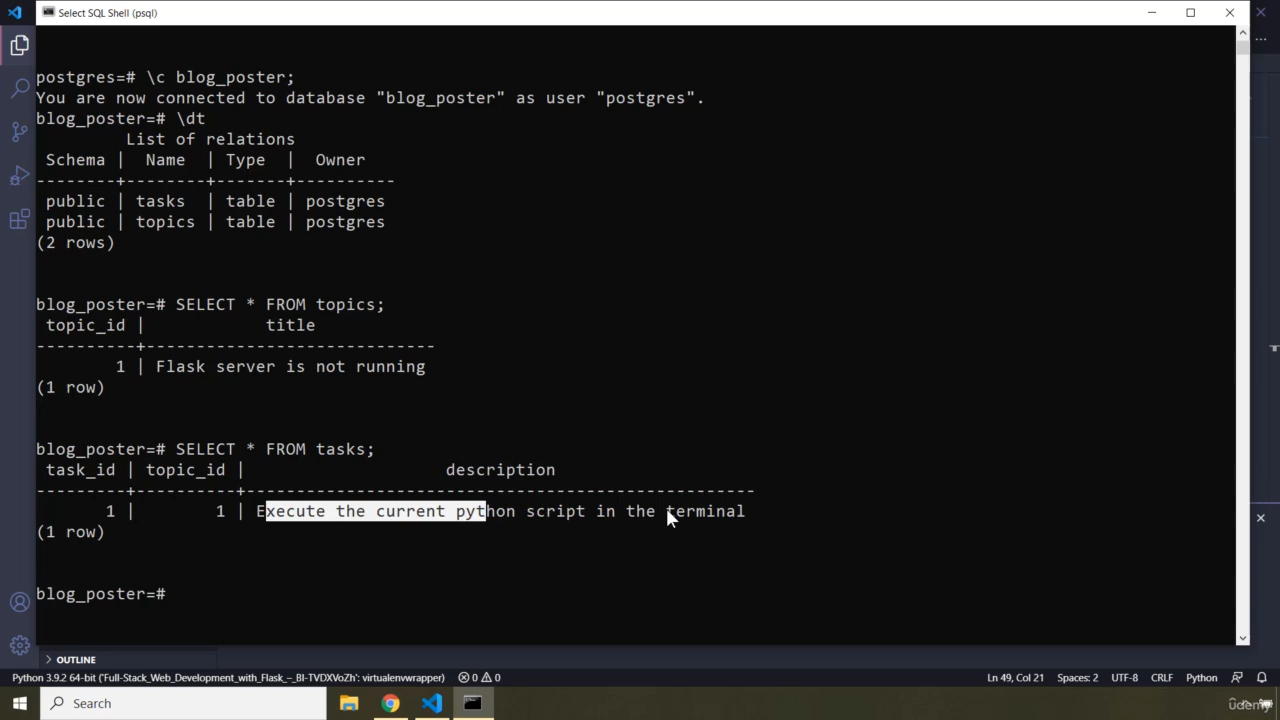 Select SQL Shell (psql)
postgres=# \c blog_poster;
You are now connected to database "blog_poster" as user "postgres".
blog_poster=# \dt
List of relations
Schema | Name | Type | Owner
--------+--------+-------+----------
public | tasks | table | postgres
public | topics | table | postgres
(2 rows)
blog_poster=# SELECT * FROM topics;
topic_id | title
----------+-----------------------------
1 | Flask server is not running
(1 row)
blog_poster=# SELECT * FROM tasks;
task_id | topic_id | description
---------+----------+---------------------------------------------------
1 | 1 | Execute the current python script in the terminal
(1 row)
blog_poster=#
OUTLINE
Python 3.9.2 64-bit ('Full-Stack_Web_Development_with_Flask_–_BI-TVDXVoZh': virtualenvwrapper) 0 0 Ln 49, Col 21 Spaces: 2 UTF-8 CRLF Python
Search
udemy